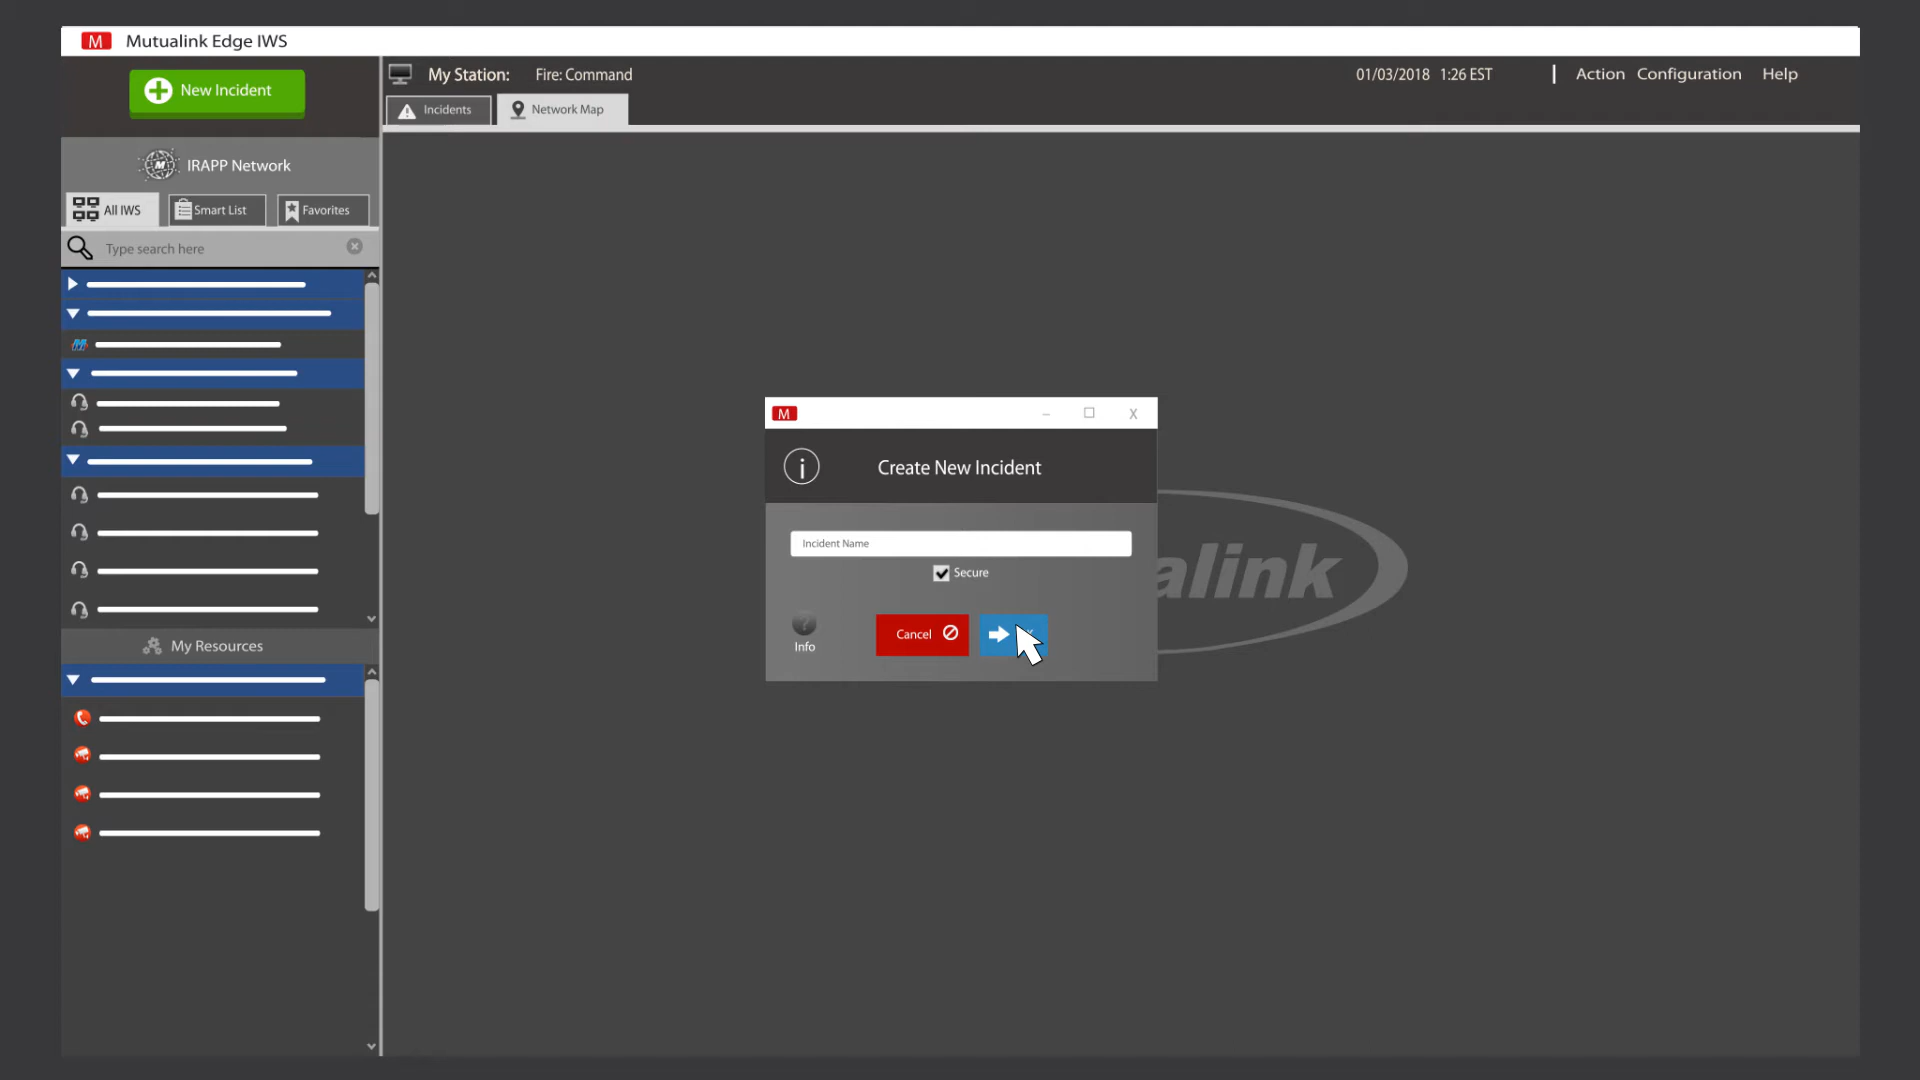 M Mutualink Edge IWS
New Incident
My Station: Fire: Command
01/03/2018 1:26 EST
Action Configuration Help
Incidents
Network Map
IRAPP Network
All IWS
Smart List
Favorites
Type search here
M
X
Create New Incident
Incident Name
Secure
Info
Cancel
alink
My Resources